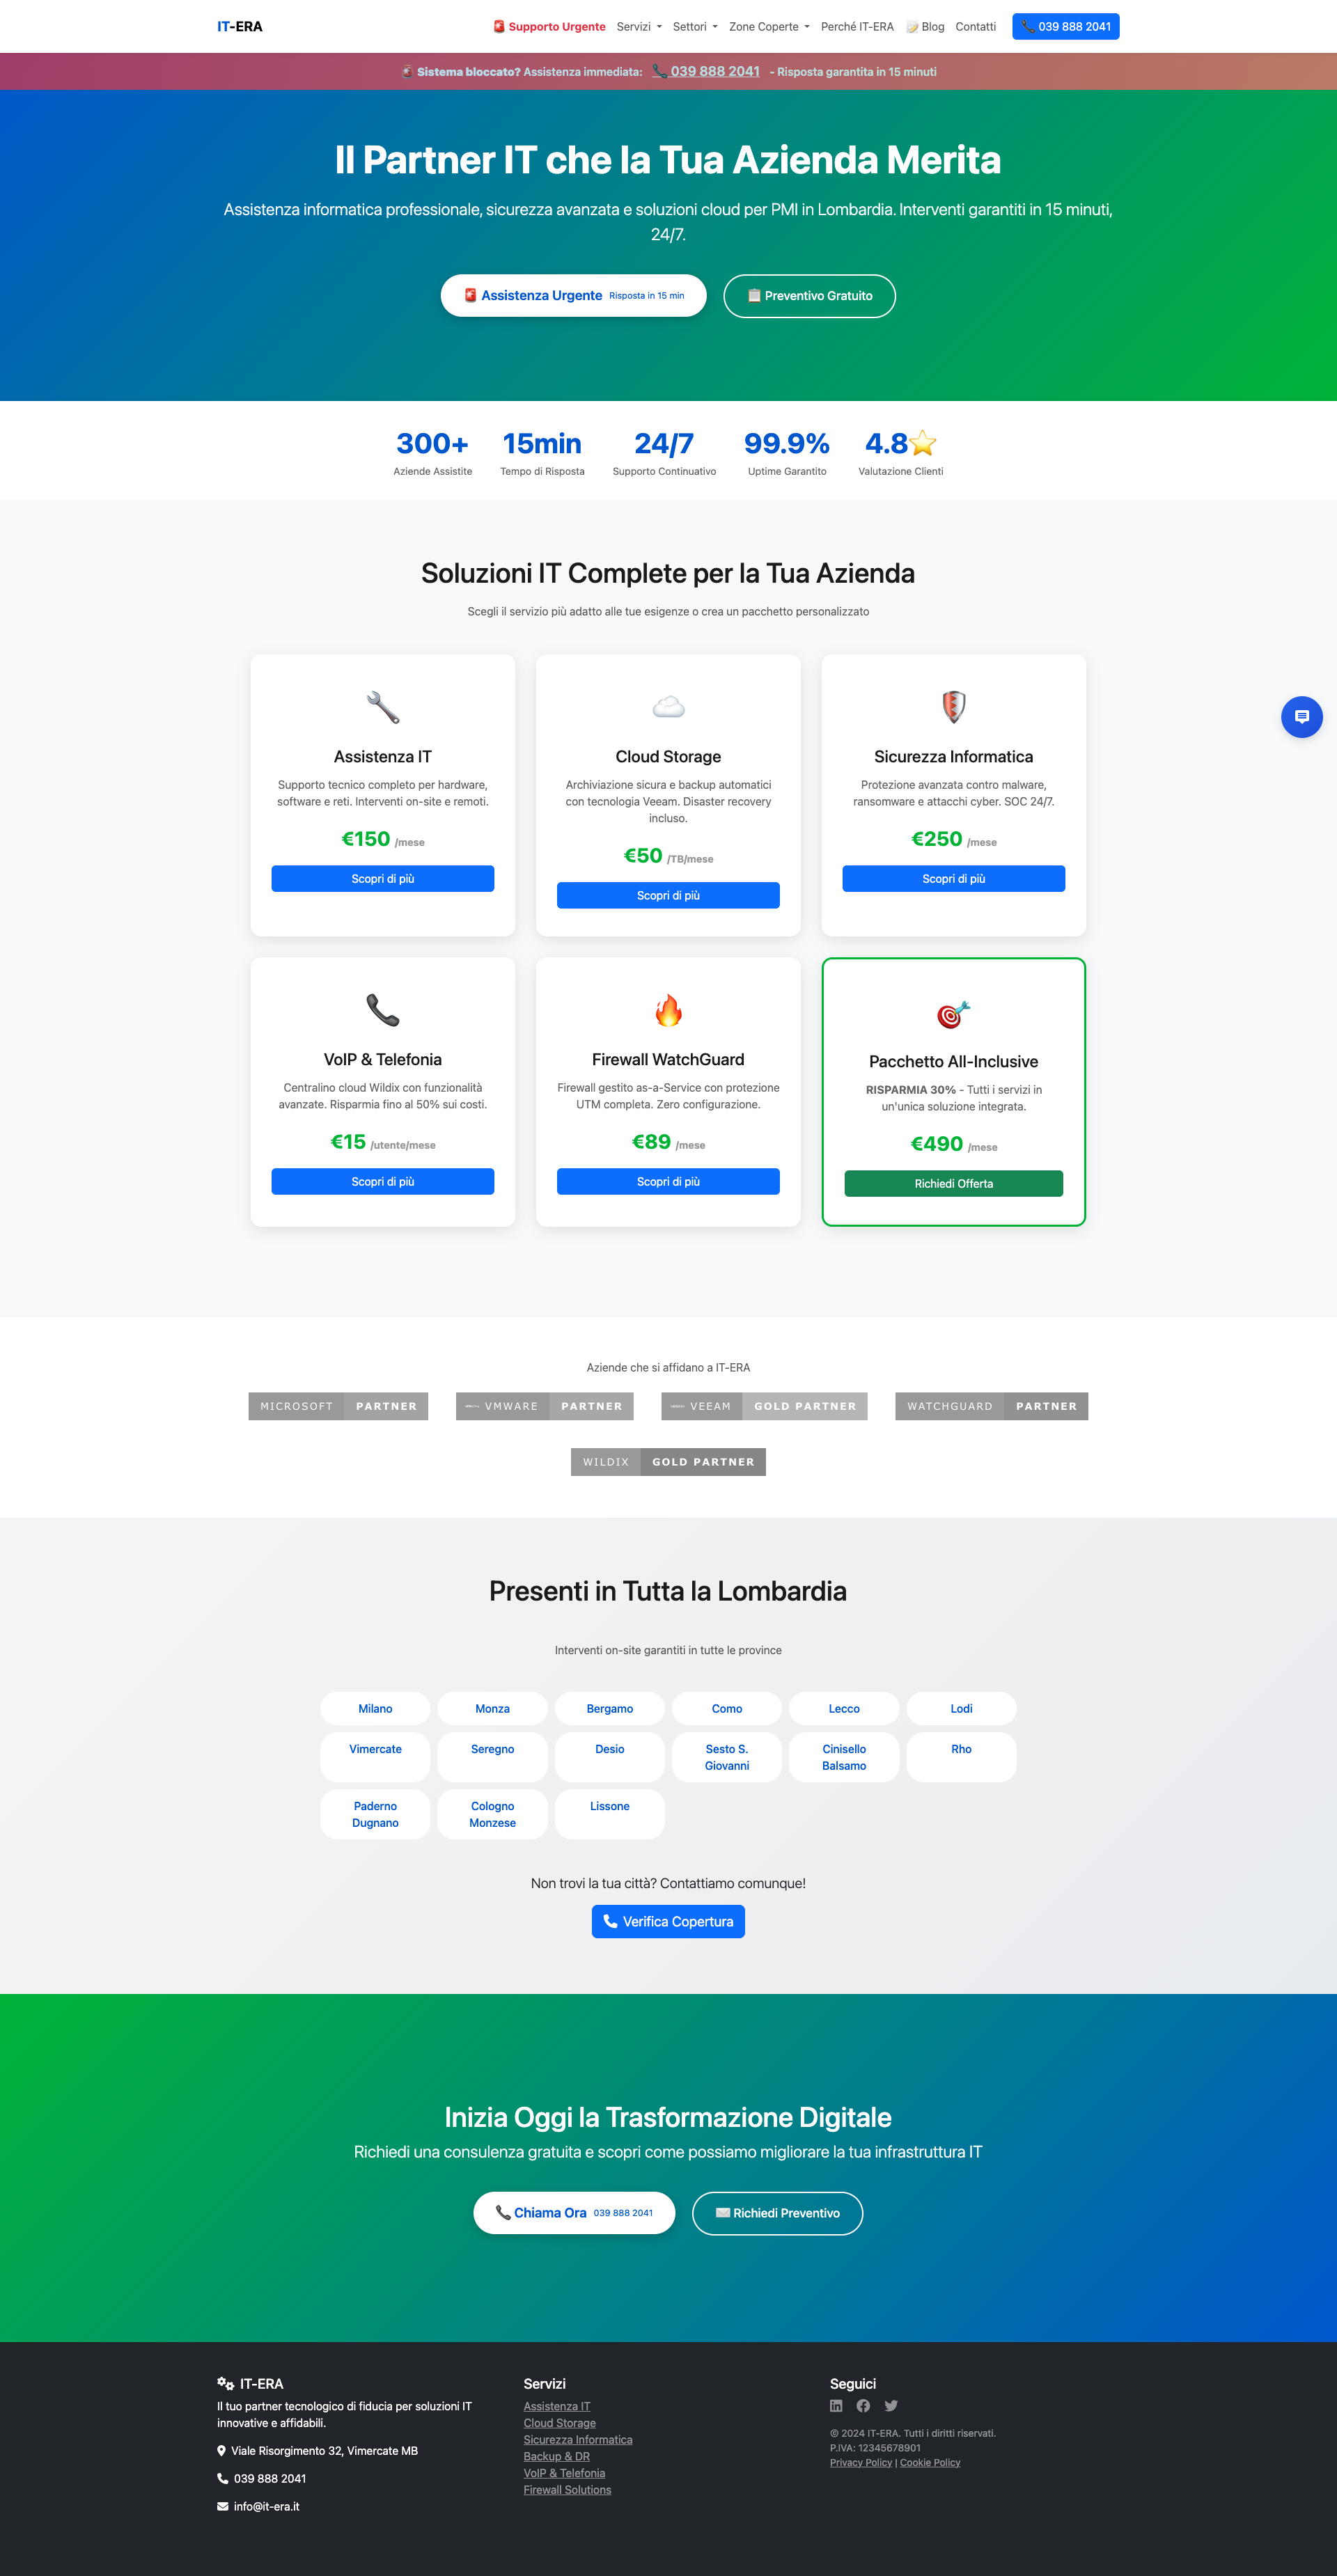 IT-ERA
🚨 Supporto Urgente Servizi Settori Zone Coperte Perché IT-ERA 📝 Blog Contatti 📞 039 888 2041
🚨 Sistema bloccato? Assistenza immediata: 📞 039 888 2041 - Risposta garantita in 15 minuti
Il Partner IT che la Tua Azienda Merita
Assistenza informatica professionale, sicurezza avanzata e soluzioni cloud per PMI in Lombardia. Interventi garantiti in 15 minuti,
24/7.
🚨 Assistenza Urgente Risposta in 15 min
📋 Preventivo Gratuito
300+
Aziende Assistite
15min
Tempo di Risposta
24/7
Supporto Continuativo
99.9%
Uptime Garantito
4.8⭐
Valutazione Clienti
Soluzioni IT Complete per la Tua Azienda
Scegli il servizio più adatto alle tue esigenze o crea un pacchetto personalizzato
Assistenza IT
Supporto tecnico completo per hardware,
software e reti. Interventi on-site e remoti.
€150 /mese
Scopri di più
Cloud Storage
Archiviazione sicura e backup automatici
con tecnologia Veeam. Disaster recovery
incluso.
€50 /TB/mese
Scopri di più
Sicurezza Informatica
Protezione avanzata contro malware,
ransomware e attacchi cyber. SOC 24/7.
€250 /mese
Scopri di più
VoIP & Telefonia
Centralino cloud Wildix con funzionalità
avanzate. Risparmia fino al 50% sui costi.
€15 /utente/mese
Scopri di più
Firewall WatchGuard
Firewall gestito as-a-Service con protezione
UTM completa. Zero configurazione.
€89 /mese
Scopri di più
Pacchetto All-Inclusive
RISPARMIA 30% - Tutti i servizi in
un'unica soluzione integrata.
€490 /mese
Richiedi Offerta
Aziende che si affidano a IT-ERA
MICROSOFT PARTNER
VMWARE PARTNER
VEEAM GOLD PARTNER
WATCHGUARD PARTNER
WILDIX GOLD PARTNER
Presenti in Tutta la Lombardia
Interventi on-site garantiti in tutte le province
Milano
Monza
Bergamo
Como
Lecco
Lodi
Vimercate
Seregno
Desio
Sesto S.
Giovanni
Cinisello
Balsamo
Rho
Paderno
Dugnano
Cologno
Monzese
Lissone
Non trovi la tua città? Contattiamo comunque!
Verifica Copertura
Inizia Oggi la Trasformazione Digitale
Richiedi una consulenza gratuita e scopri come possiamo migliorare la tua infrastruttura IT
📞 Chiama Ora 039 888 2041
✉️ Richiedi Preventivo
IT-ERA
Il tuo partner tecnologico di fiducia per soluzioni IT
innovative e affidabili.
Viale Risorgimento 32, Vimercate MB
039 888 2041
info@it-era.it
Servizi
Assistenza IT
Cloud Storage
Sicurezza Informatica
Backup & DR
VoIP & Telefonia
Firewall Solutions
Seguici
© 2024 IT-ERA. Tutti i diritti riservati.
P.IVA: 12345678901
Privacy Policy | Cookie Policy